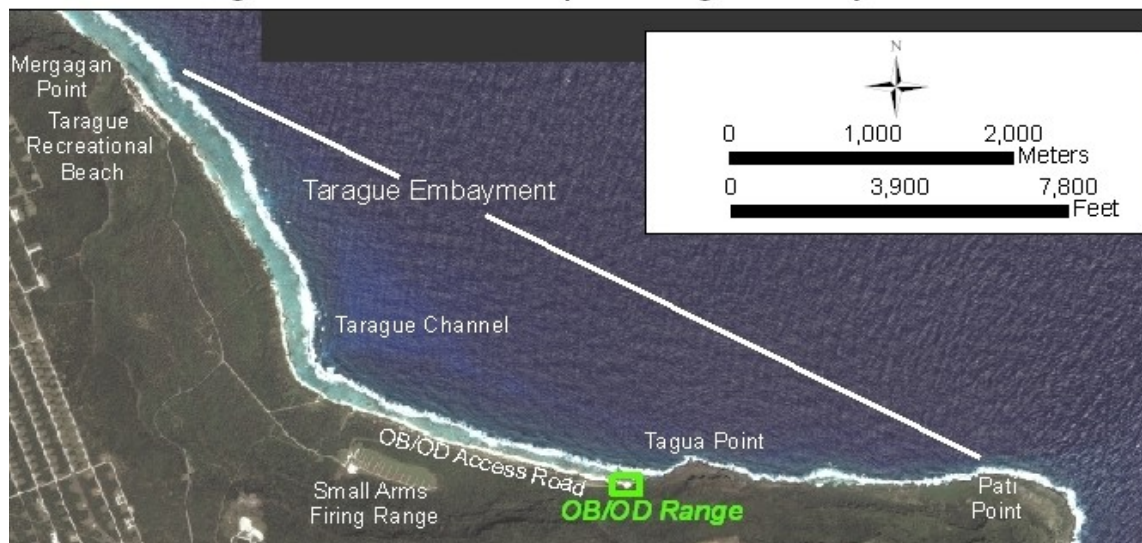 N
0 1,000 2,000
Meters
0 3,900 7,800
Feet
Mergagan
Point
Tarague
Recreational
Beach
Tarague Embayment
Tarague Channel
Tagua Point
OB/OD Access Road
Small Arms
Firing Range
OB/OD Range
Pati
Point